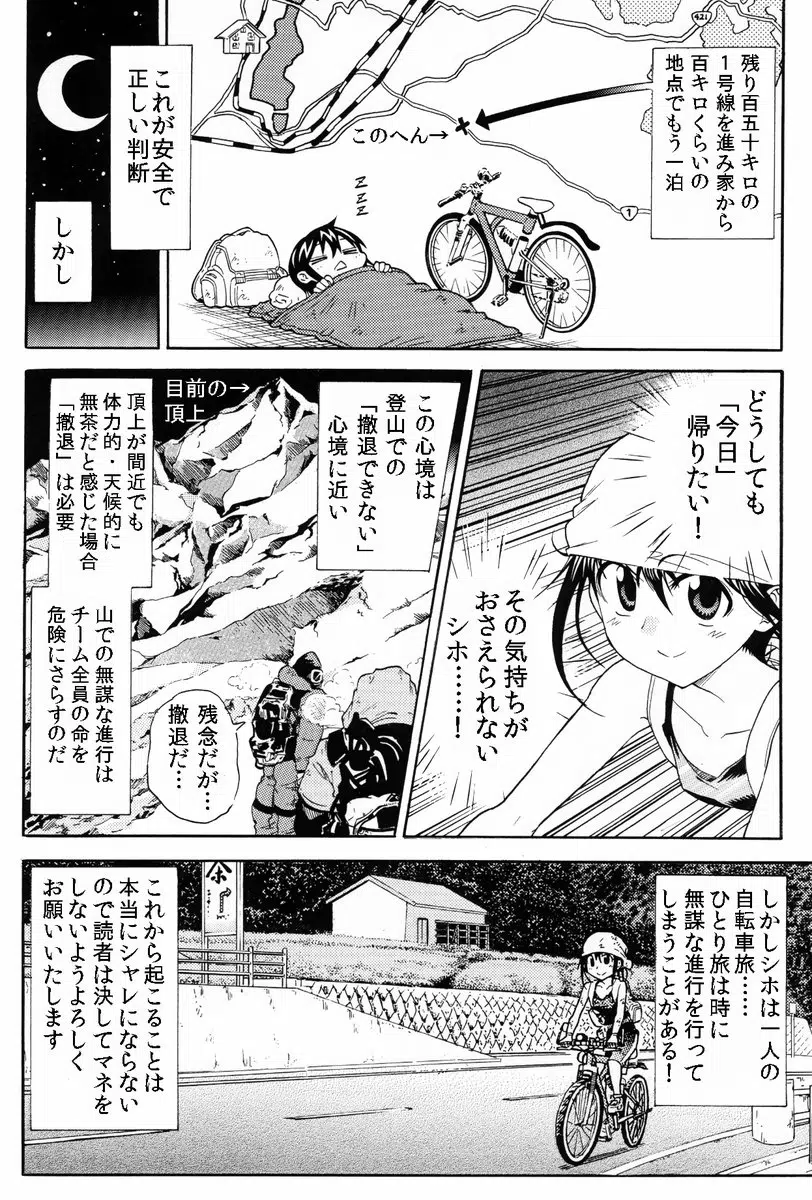 残り百五十キロの
1号線を進み家から
百キロくらいの
地点でもう一泊
421
このへん→
1
zzz
これが安全で
正しい判断
しかし
どうしても
「今日」
帰りたい！
その気持ちが
おさえられない
シホ……！
この心境は
登山での
「撤退できない」
心境に近い
目前の→
頂上
頂上が間近でも
体力的・天候的に
無茶だと感じた場合
「撤退」は必要
山での無謀な進行は
チーム全員の命を
危険にさらすのだ
残念だが…
撤退だ…
しかしシホは一人の
自転車旅……
ひとり旅は時に
無謀な進行を行って
しまうことがある！
茶
これから起こることは
本当にシャレにならない
ので読者は決してマネを
しないようよろしく
お願いいたします